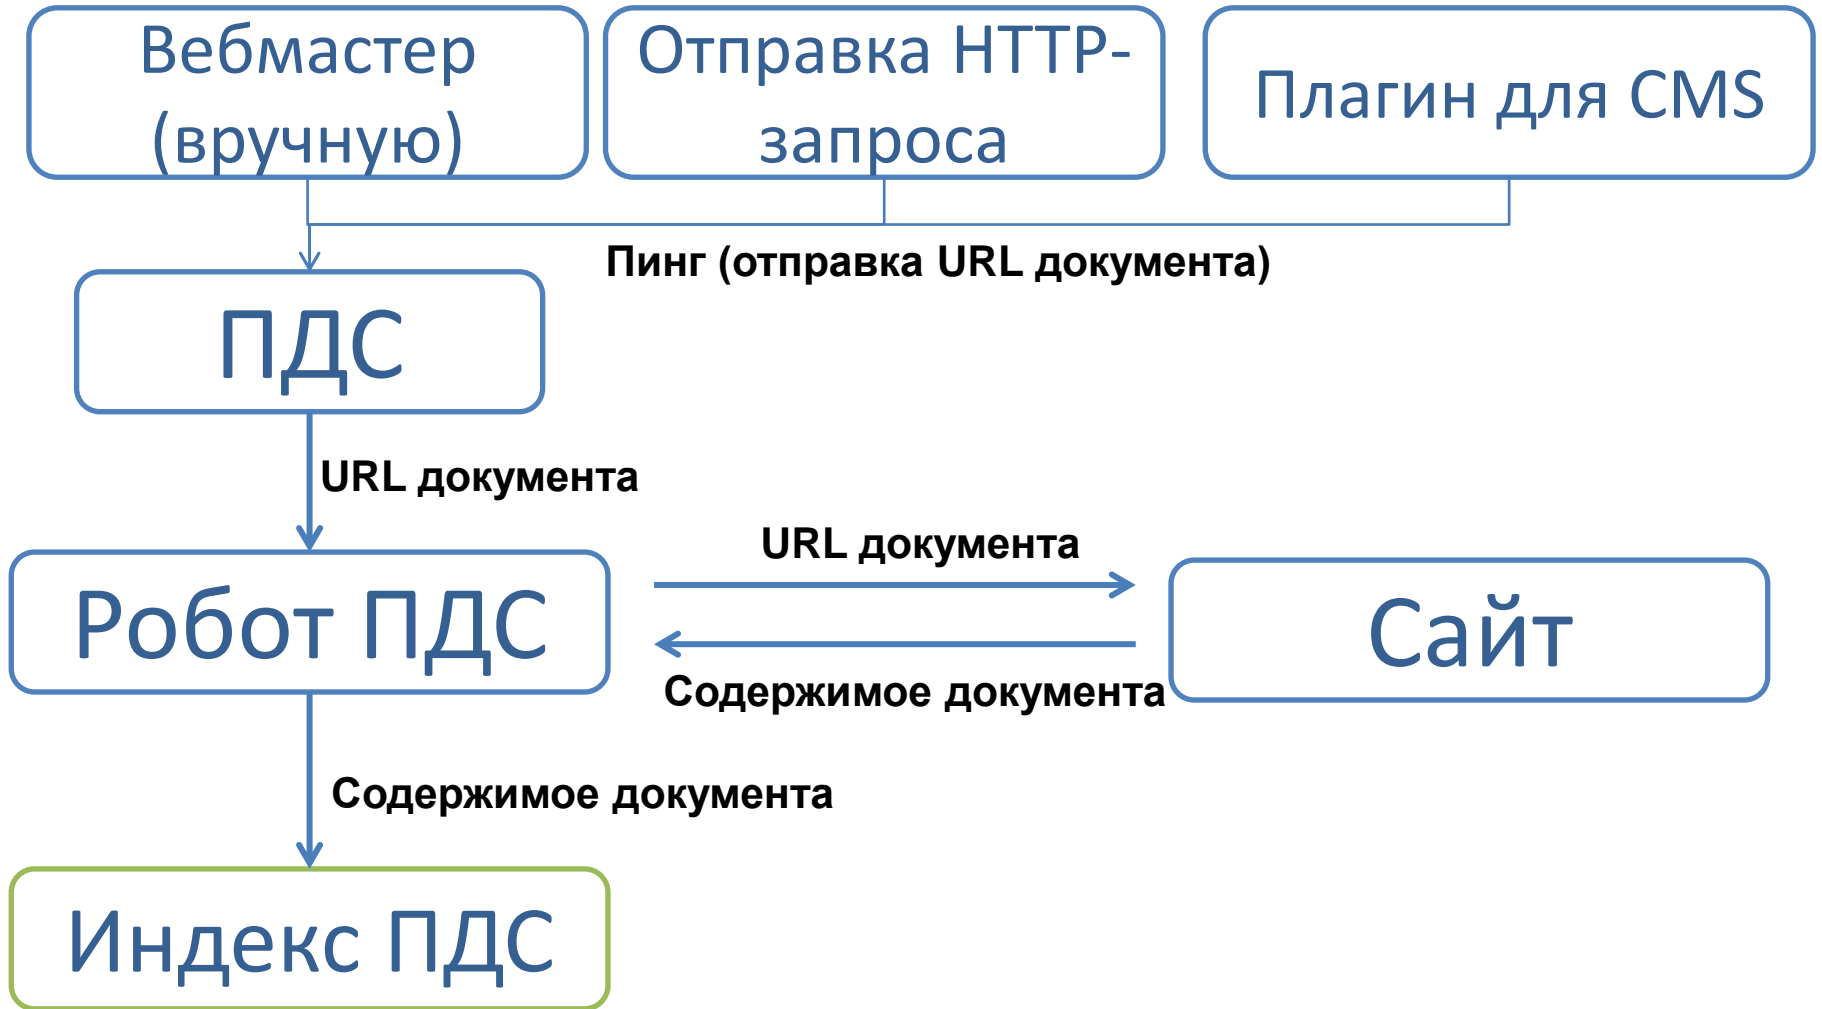 Вебмастер
(вручную)
Отправка HTTP-
запроса
Плагин для CMS
Пинг (отправка URL документа)
ПДС
URL документа
URL документа
Робот ПДС
Сайт
Содержимое документа
Содержимое документа
Индекс ПДС